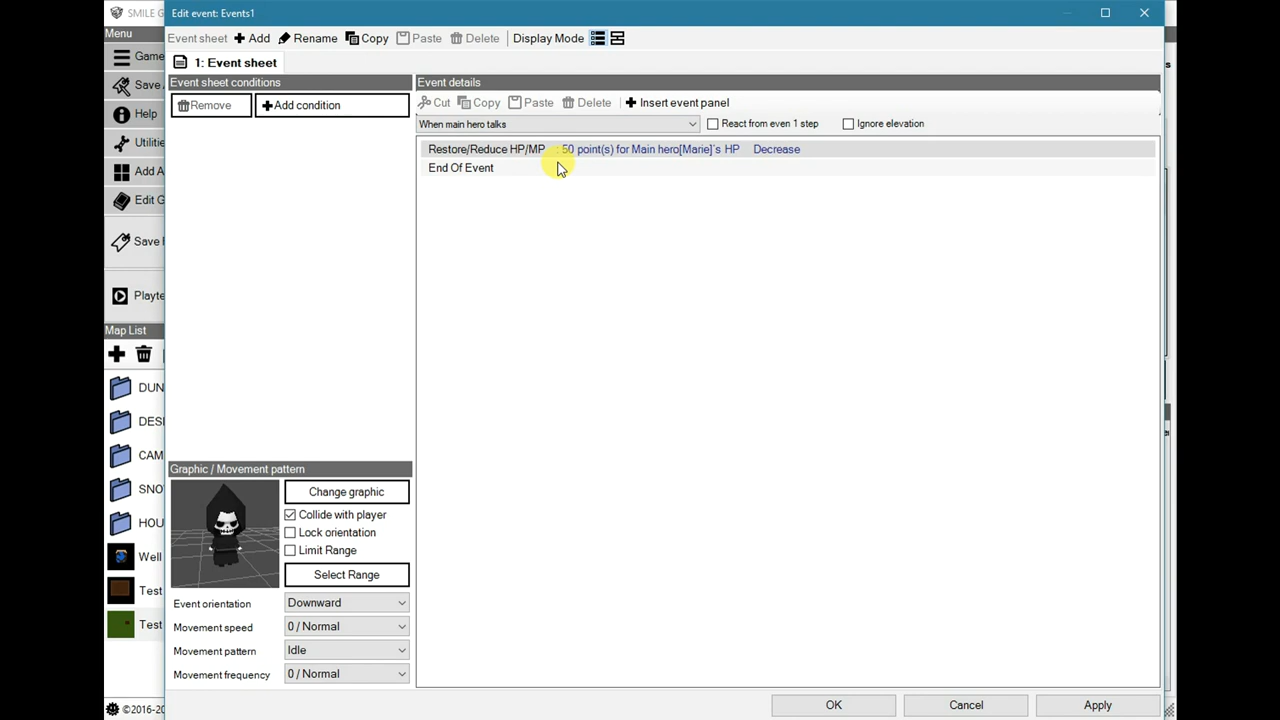 SMILE G
Edit event: Events1
Menu
Event sheet Add Rename Copy Paste Delete Display Mode
Game
1: Event sheet
Save
Event sheet conditions
Event details
Remove
Add condition
Cut Copy Paste Delete Insert event panel
Help
When main hero talks
React from even 1 step
Ignore elevation
Utilitie
Restore/Reduce HP/MP : 50 point(s) for Main hero[Marie]'s HP Decrease
End Of Event
Add A
Edit G
Save
Playte
Map List
DUN
DES
CAM
SNO
HOU
Well
Test
Test
Graphic / Movement pattern
Change graphic
Collide with player
Lock orientation
Limit Range
Select Range
Event orientation
Downward
Movement speed
0 / Normal
Movement pattern
Idle
Movement frequency
0 / Normal
OK
Cancel
Apply
©2016-20